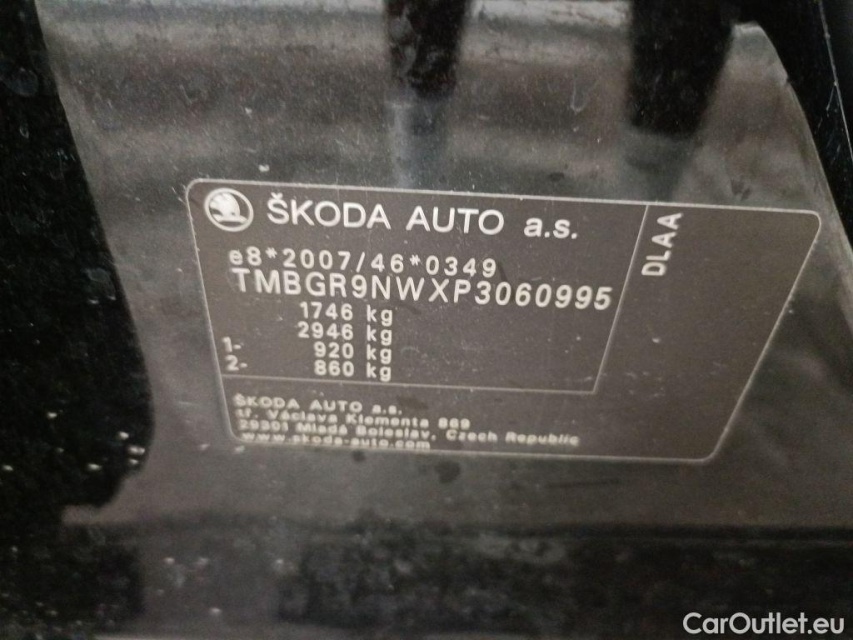 ŠKODA AUTO a.s.
DLAA
e8*2007/46*0349
TMBGR9NWXP3060995
1746 kg
2946 kg
1- 920 kg
2- 860 kg
ŠKODA AUTO a.s.
tř. Václava Klementa 869
29301 Mladá Boleslav, Czech Republic
www.skoda-auto.com
CarOutlet.eu